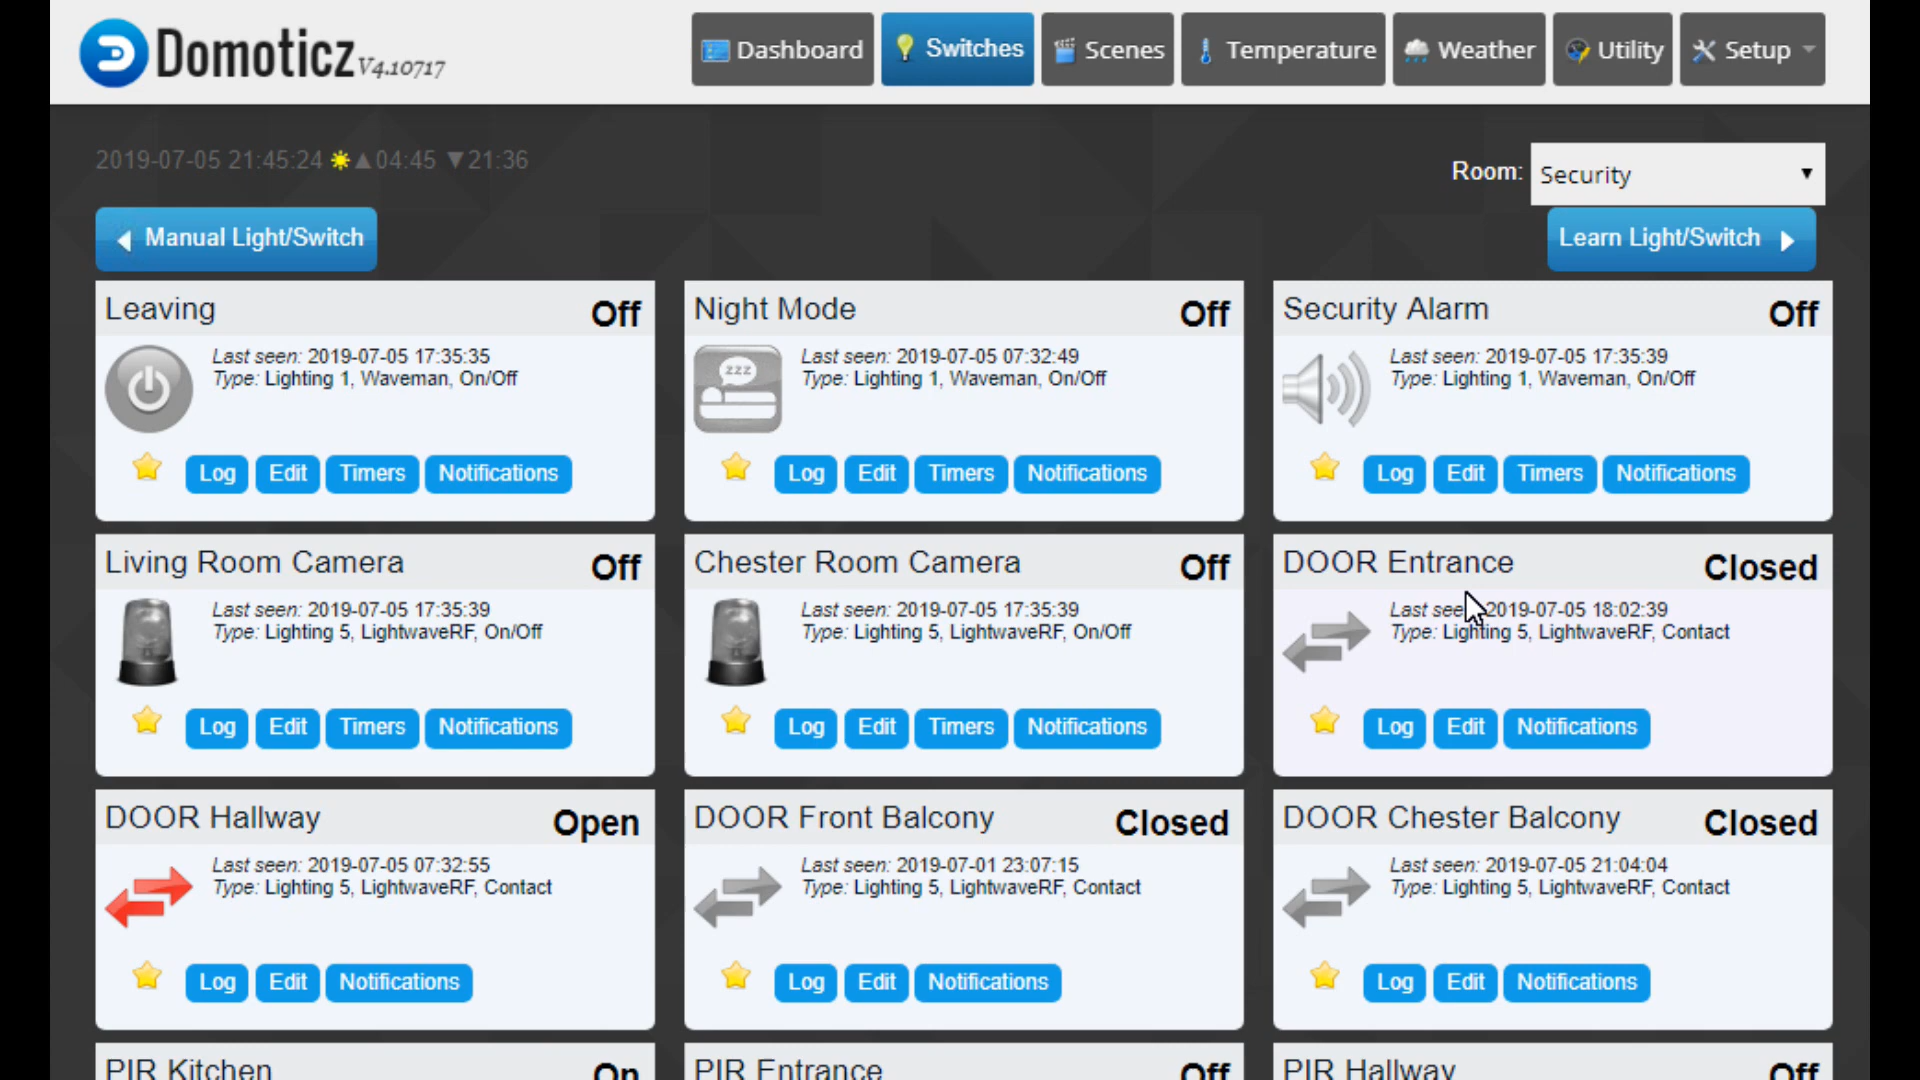 Domoticz V4.10717
Dashboard Switches Scenes Temperature Weather Utility Setup
2019-07-05 21:45:24 ▲04:45 ▼21:36
Room: Security
Manual Light/Switch Learn Light/Switch
Leaving Off
Last seen: 2019-07-05 17:35:35
Type: Lighting 1, Waveman, On/Off
Log Edit Timers Notifications
Night Mode Off
zzz
Last seen: 2019-07-05 07:32:49
Type: Lighting 1, Waveman, On/Off
Log Edit Timers Notifications
Security Alarm Off
Last seen: 2019-07-05 17:35:39
Type: Lighting 1, Waveman, On/Off
Log Edit Timers Notifications
Living Room Camera Off
Last seen: 2019-07-05 17:35:39
Type: Lighting 5, LightwaveRF, On/Off
Log Edit Timers Notifications
Chester Room Camera Off
Last seen: 2019-07-05 17:35:39
Type: Lighting 5, LightwaveRF, On/Off
Log Edit Timers Notifications
DOOR Entrance Closed
Last seen: 2019-07-05 18:02:39
Type: Lighting 5, LightwaveRF, Contact
Log Edit Notifications
DOOR Hallway Open
Last seen: 2019-07-05 07:32:55
Type: Lighting 5, LightwaveRF, Contact
Log Edit Notifications
DOOR Front Balcony Closed
Last seen: 2019-07-01 23:07:15
Type: Lighting 5, LightwaveRF, Contact
Log Edit Notifications
DOOR Chester Balcony Closed
Last seen: 2019-07-05 21:04:04
Type: Lighting 5, LightwaveRF, Contact
Log Edit Notifications
PIR Kitchen On
PIR Entrance Off
PIR Hallway Off